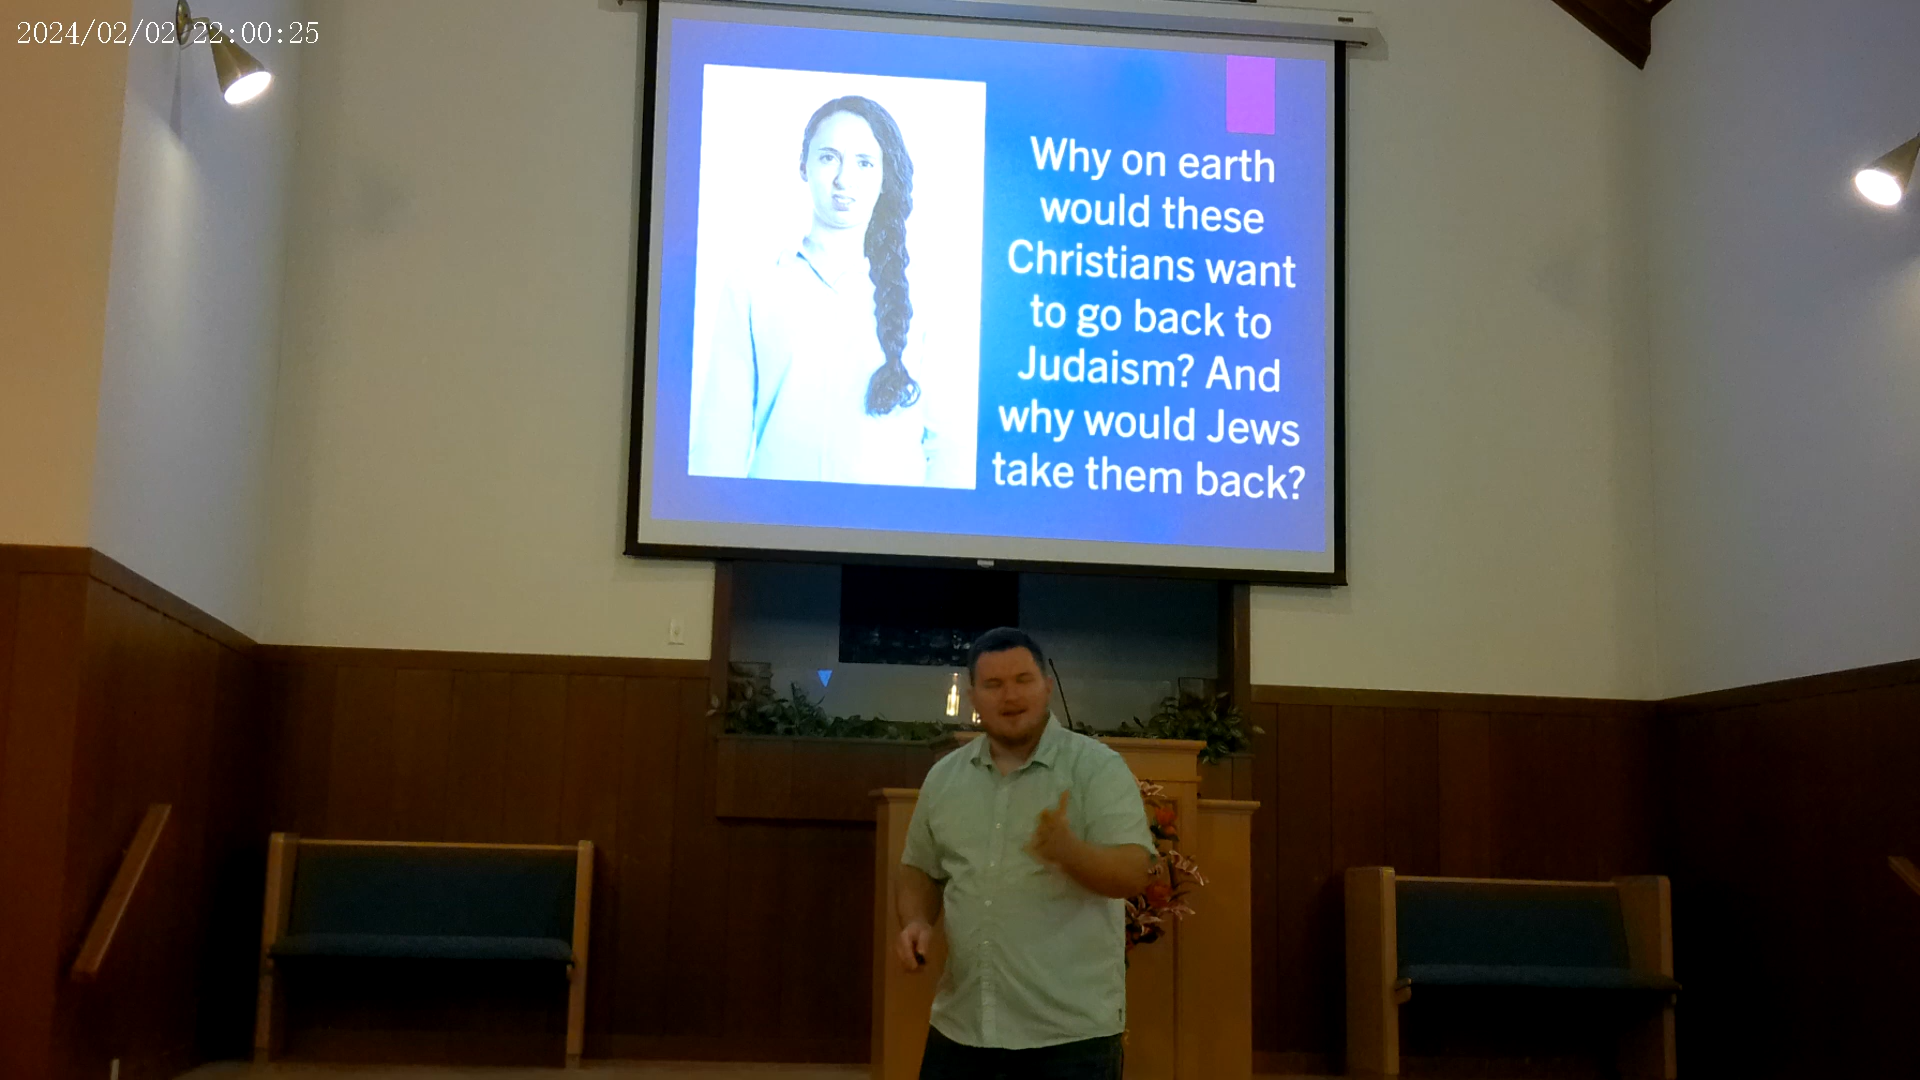 2024/02/02 22:00:25
Why on earth
would these
Christians want
to go back to
Judaism? And
why would Jews
take them back?